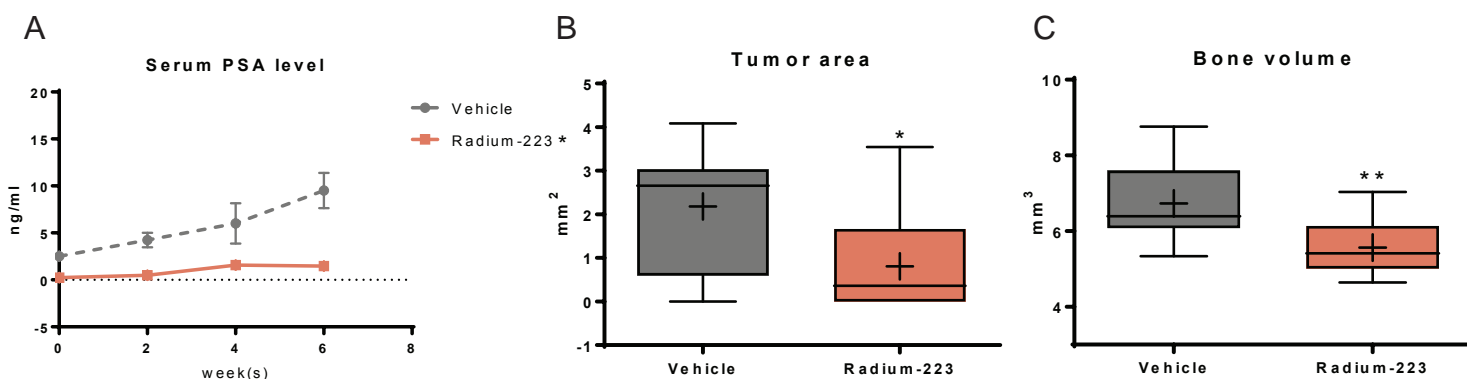 A
Serum PSA level
20
15
10
5
0
-5
ng/ml
0 2 4 6 8
week(s)
Vehicle
Radium-223 *
B
Tumor area
5
4
3
2
1
0
-1
mm²
*
Vehicle Radium-223
C
Bone volume
10
8
6
4
mm³
**
Vehicle Radium-223